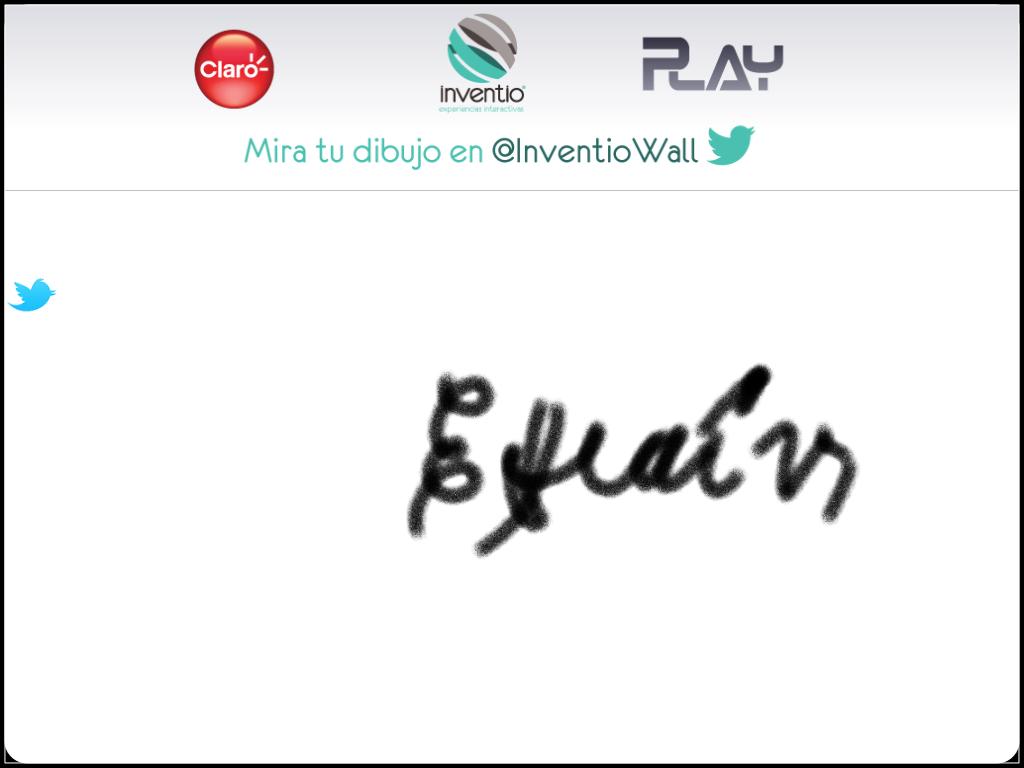 Claro
inventio
experiencias interactivas
PLAY
Mira tu dibujo en @InventioWall
Efraín